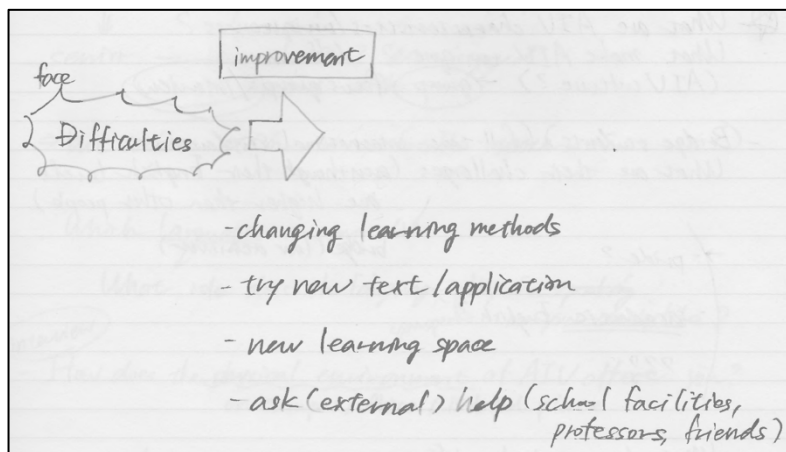 improvement
face
Difficulties
- changing learning methods
- try new text/application
- new learning space
- ask (external) help (school facilities,
professors, friends)